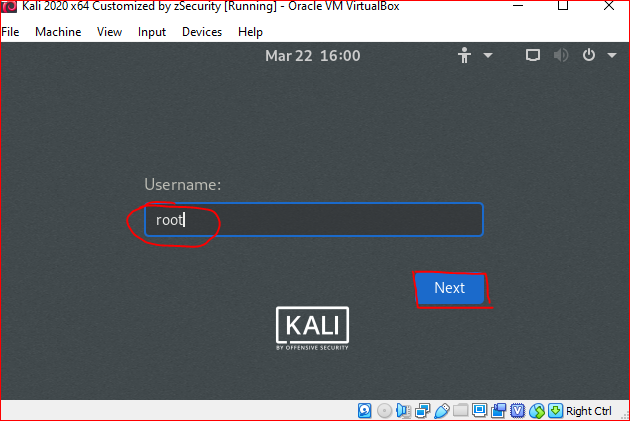 Kali 2020 x64 Customized by zSecurity [Running] - Oracle VM VirtualBox
File Machine View Input Devices Help
Mar 22 16:00
Username:
root
Next
KALI
BY OFFENSIVE SECURITY
Right Ctrl